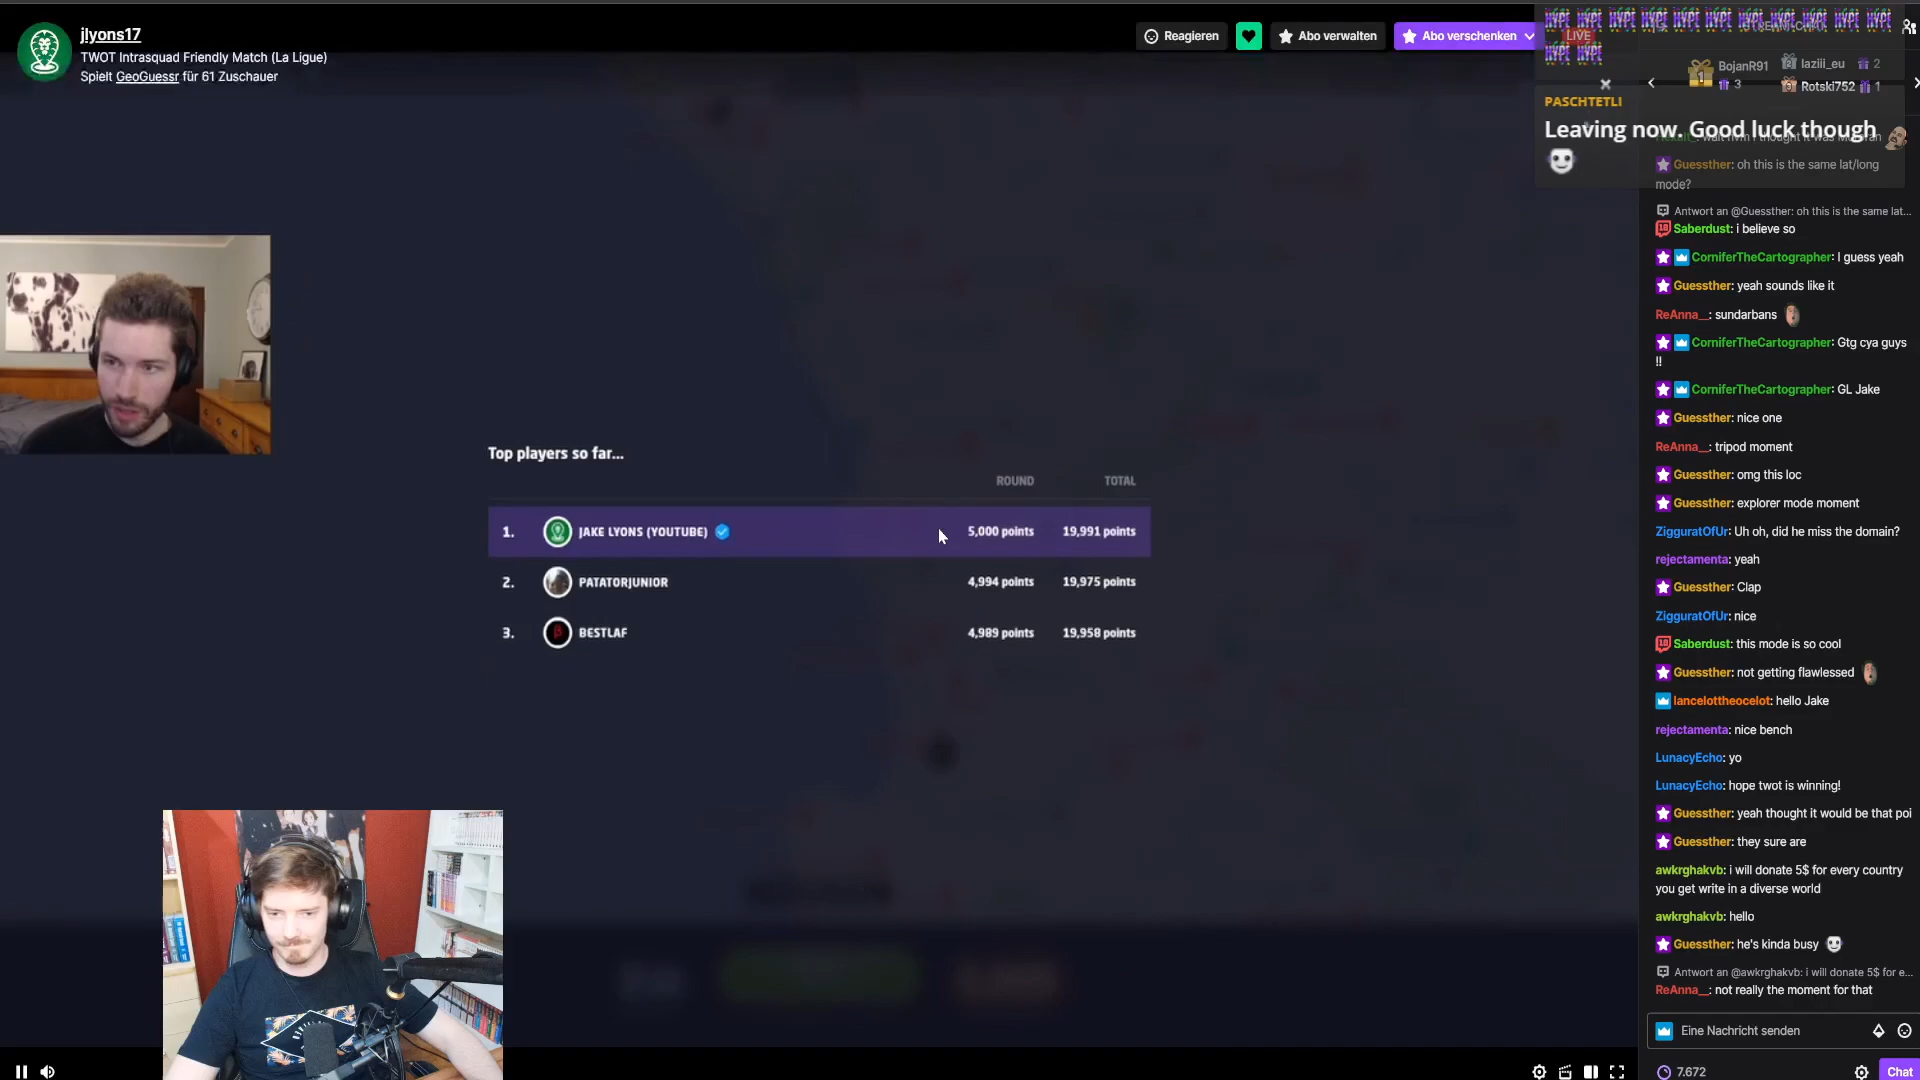 jlyons17
TWOT Intrasquad Friendly Match (La Ligue)
Spielt GeoGuessr für 61 Zuschauer
Reagieren
Abo verwalten
Abo verschenken
LIVE
BojanR91
3
laziii_eu 2
Rotski752 1
PASCHTETLI
Leaving now. Good luck though
Guessther: oh this is the same lat/long
mode?
Antwort an @Guessther: oh this is the same lat...
Saberdust: i believe so
CorniferTheCartographer: I guess yeah
Guessther: yeah sounds like it
ReAnna__: sundarbans
CorniferTheCartographer: Gtg cya guys
!!
CorniferTheCartographer: GL Jake
Guessther: nice one
ReAnna__: tripod moment
Guessther: omg this loc
Guessther: explorer mode moment
ZigguratOfUr: Uh oh, did he miss the domain?
rejectamenta: yeah
Guessther: Clap
ZigguratOfUr: nice
Saberdust: this mode is so cool
Guessther: not getting flawlessed
lancelottheocelot: hello Jake
rejectamenta: nice bench
LunacyEcho: yo
LunacyEcho: hope twot is winning!
Guessther: yeah thought it would be that poi
Guessther: they sure are
awkrghakvb: i will donate 5$ for every country
you get write in a diverse world
awkrghakvb: hello
Guessther: he's kinda busy
Antwort an @awkrghakvb: i will donate 5$ for e...
ReAnna__: not really the moment for that
Eine Nachricht senden
7.672
Chat
Top players so far...
ROUND TOTAL
1. JAKE LYONS (YOUTUBE) 5,000 points 19,991 points
2. PATATORJUNIOR 4,994 points 19,975 points
3. BESTLAF 4,989 points 19,958 points